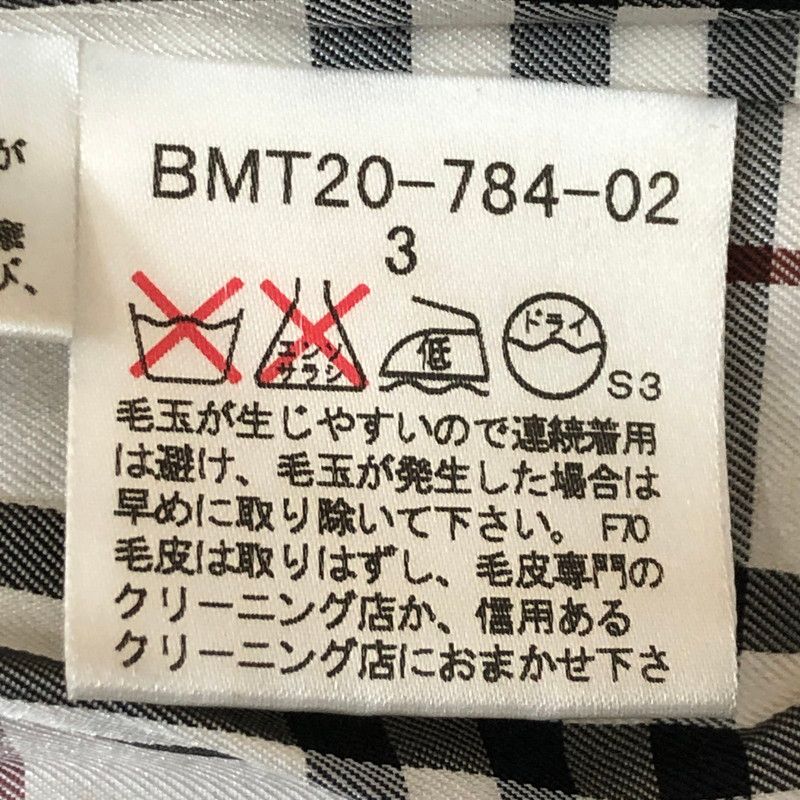 が
び、
BMT20-784-02
3
エンソ
サラシ
低
ドライ
S3
毛玉が生じやすいので連続着用
は避け、毛玉が発生した場合は
早めに取り除いて下さい。 F70
毛皮は取りはずし、毛皮専門の
クリーニング店か、信用ある
クリーニング店におまかせ下さ